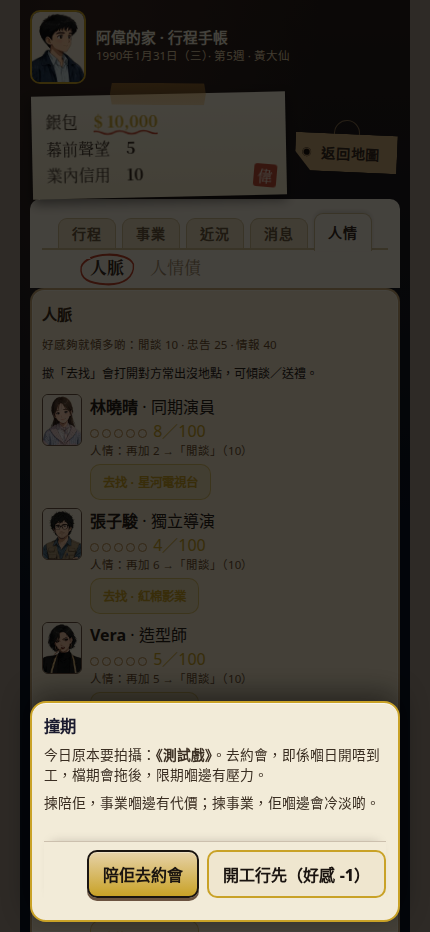 阿偉的家 · 行程手帳
1990年1月31日（三）· 第5週 · 黃大仙
銀包 $ 10,000
幕前聲望 5
業內信用 10
偉
返回地圖
行程 事業 近況 消息 人情
人脈 人情債
人脈
好感夠就傾多啲：閒談 10 · 忠告 25 · 情報 40
撳「去找」會打開對方常出沒地點，可傾談／送禮。
林曉晴 · 同期演員
○○○○○ 8／100
人情：再加 2 →「閒談」（10）
去找 · 星河電視台
張子駿 · 獨立導演
○○○○○ 4／100
人情：再加 6 →「閒談」（10）
去找 · 紅棉影業
Vera · 造型師
○○○○○ 5／100
人情：再加 5 →「閒談」（10）
撞期
今日原本要拍攝：《測試戲》。去約會，即係嗰日開唔到
工，檔期會拖後，限期嗰邊有壓力。
揀陪佢，事業嗰邊有代價；揀事業，佢嗰邊會冷淡啲。
陪佢去約會 開工行先（好感 -1）